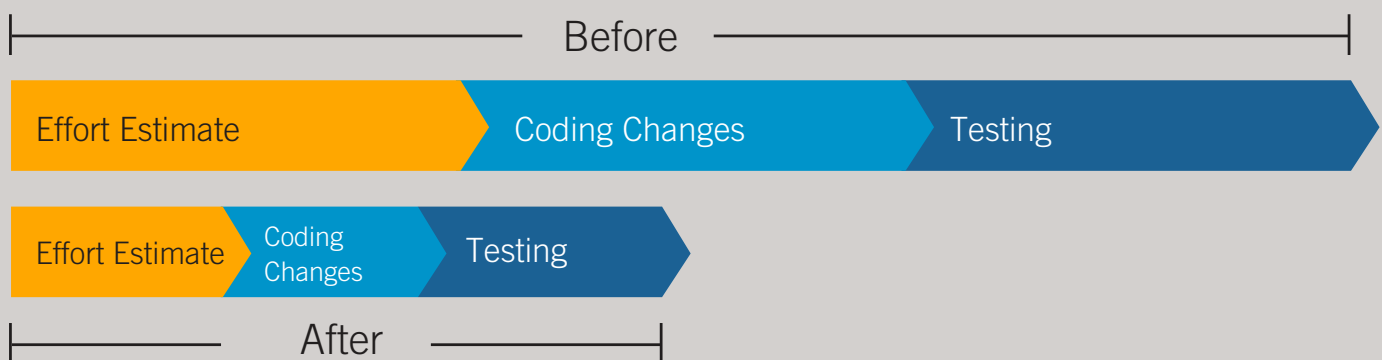 Before
Effort Estimate
Coding Changes
Testing
Effort Estimate
Coding
Changes
Testing
After